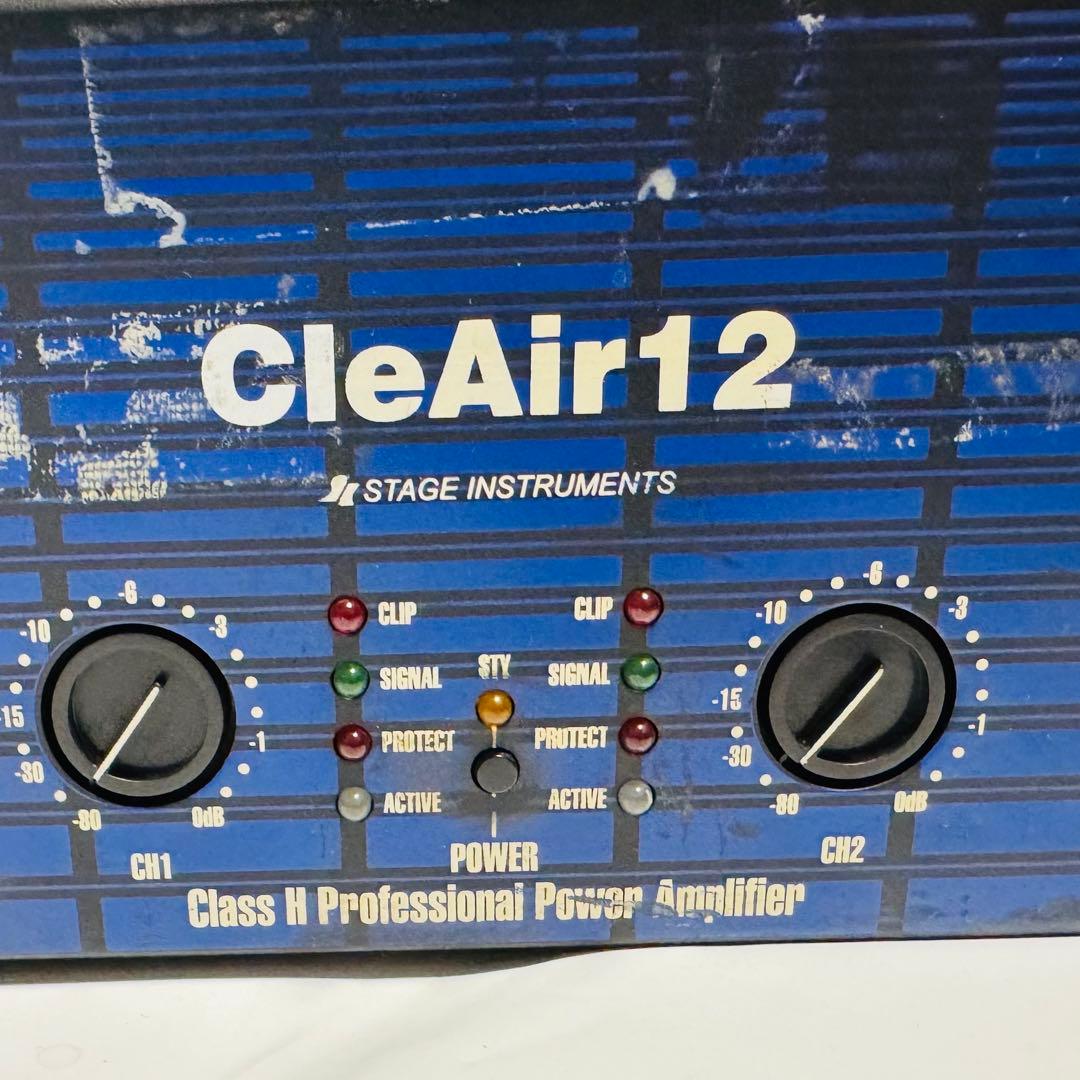 CleAir12
STAGE INSTRUMENTS
-6
-10
-3
-15
-1
-30
-80
0dB
CH1
CLIP
SIGNAL
PROTECT
ACTIVE
STY
POWER
CLIP
SIGNAL
PROTECT
ACTIVE
-6
-10
-3
-15
-1
-30
-80
0dB
CH2
Class H Professional Power Amplifier